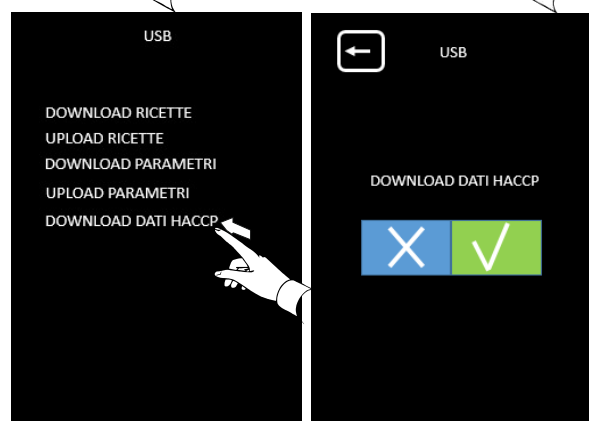 USB
DOWNLOAD RICETTE
UPLOAD RICETTE
DOWNLOAD PARAMETRI
UPLOAD PARAMETRI
DOWNLOAD DATI HACCP
USB
DOWNLOAD DATI HACCP